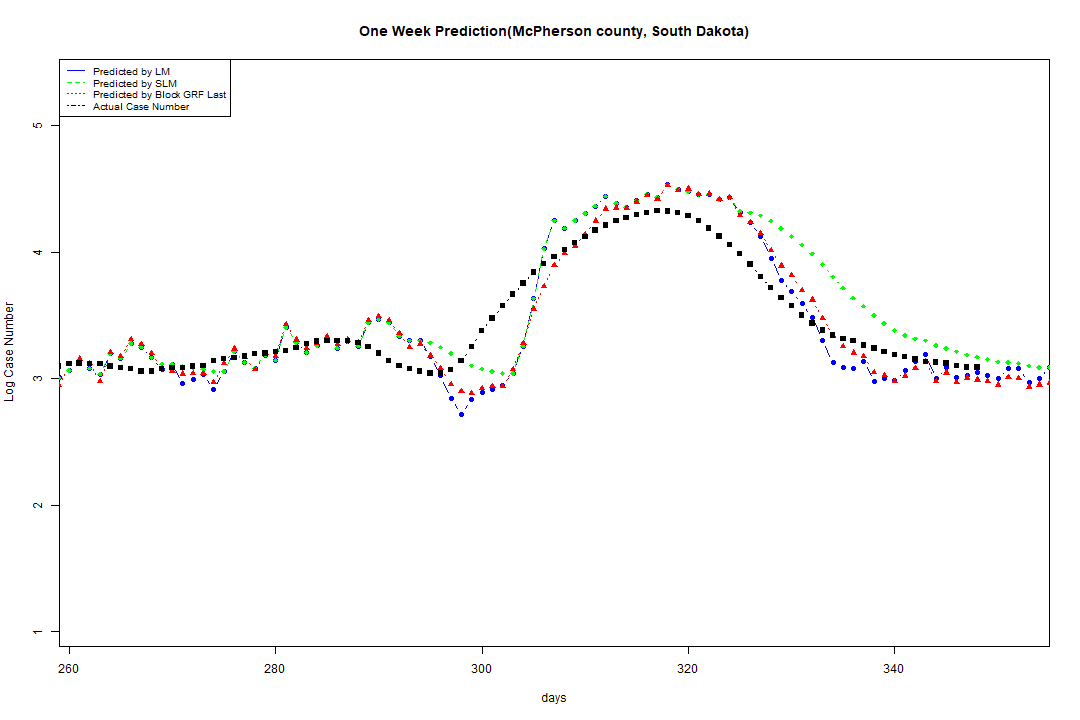 One Week Prediction(McPherson county, South Dakota)
Predicted by LM
Predicted by SLM
Predicted by Block GRF Last
Actual Case Number
5
4
3
2
1
Log Case Number
260 280 300 320 340
days